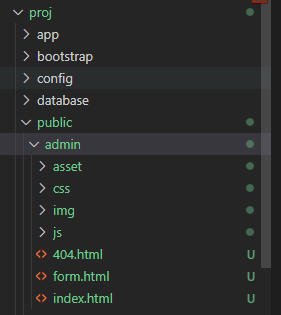 proj
app
bootstrap
config
database
public
admin
asset
css
img
js
404.html U
form.html U
index.html U